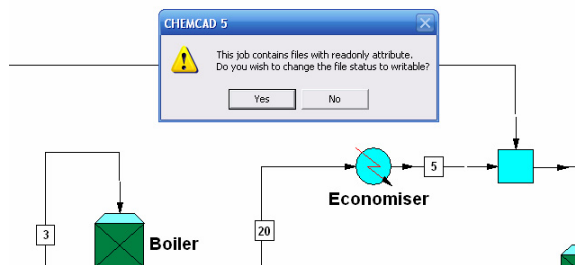 CHEMCAD 5
This job contains files with readonly attribute.
Do you wish to change the file status to writable?
Yes
No
5
Economiser
3
Boiler
20